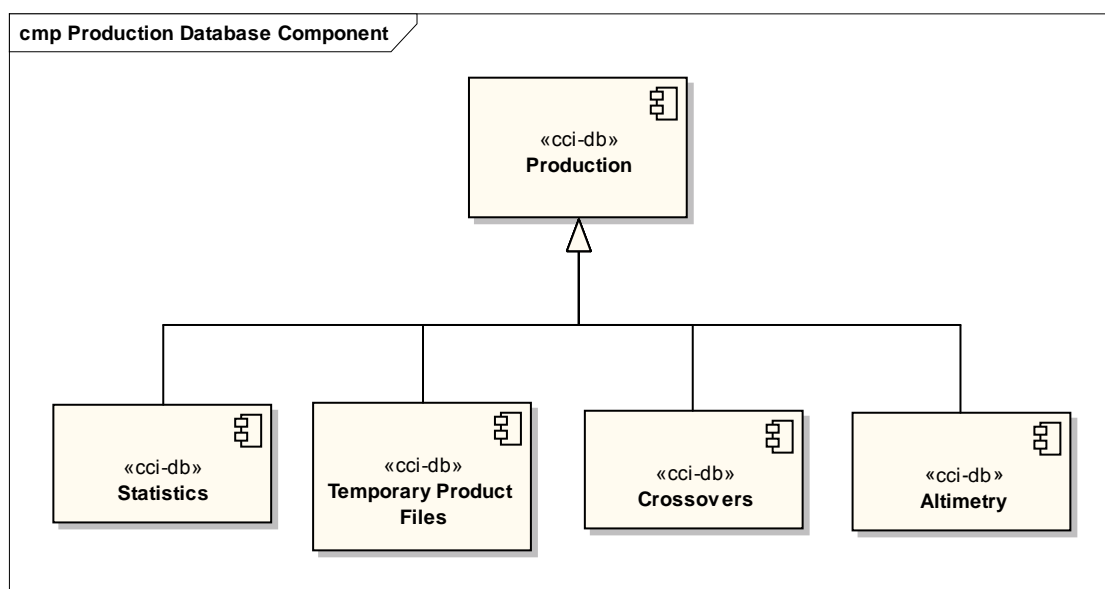 cmp Production Database Component
«cci-db»
Production
«cci-db»
Statistics
«cci-db»
Temporary Product
Files
«cci-db»
Crossovers
«cci-db»
Altimetry